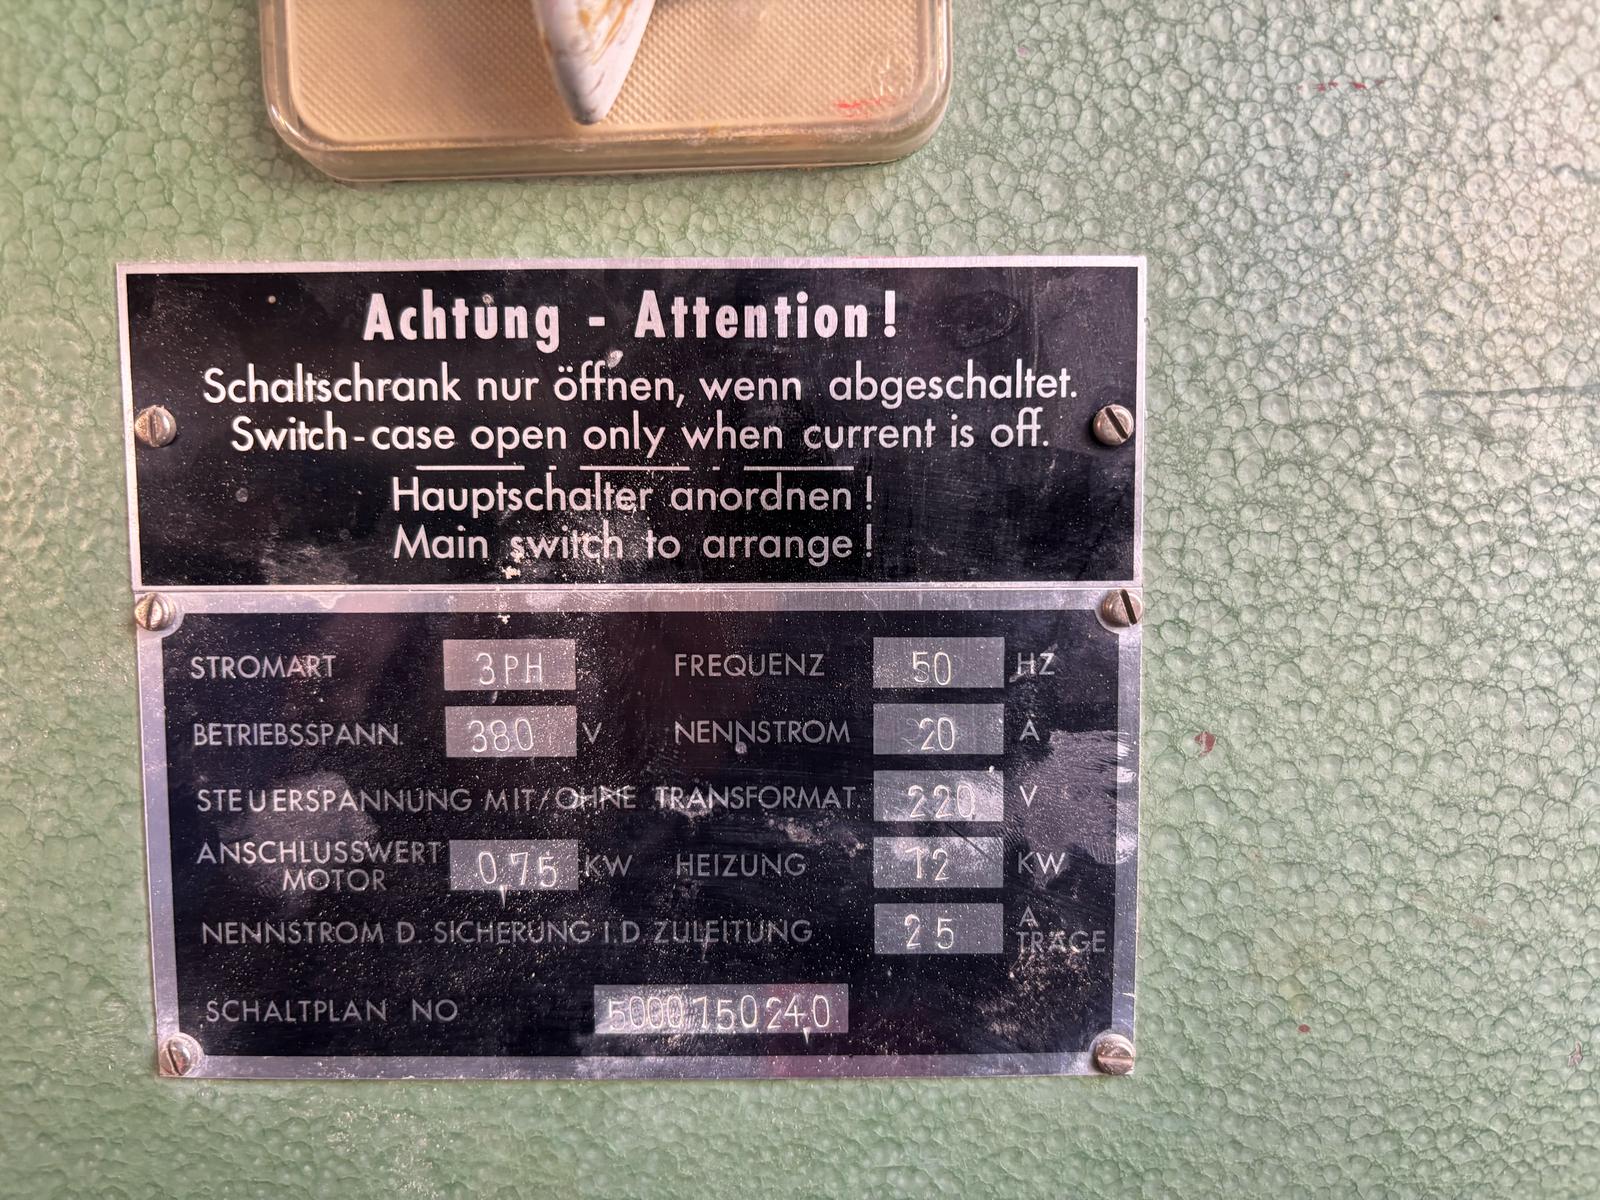 Achtung - Attention!
Schaltschrank nur öffnen, wenn abgeschaltet.
Switch-case open only when current is off.
Hauptschalter anordnen!
Main switch to arrange!
STROMART 3PH FREQUENZ 50 HZ
BETRIEBSSPANN. 380 V NENNSTROM 20 A
STEUERSPANNUNG MIT/OHNE TRANSFORMAT. 220 V
ANSCHLUSSWERT MOTOR 0,75 KW HEIZUNG 12 KW
NENNSTROM D. SICHERUNG I.D ZULEITUNG 25 A TRÄGE
SCHALTPLAN NO 5000750240